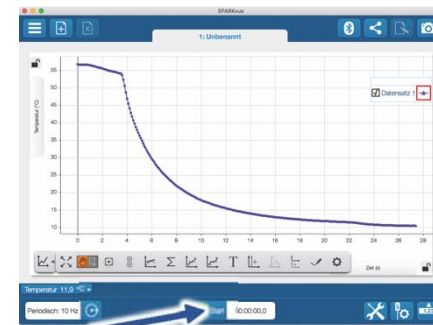 SPARKvue
1: Unbenannt
Temperatur (°C)
55
50
45
40
35
30
25
20
15
10
Datensatz 1
0 2 4 6 8 10 12 14 16 18 20 22 24 26 28
Zeit (s)
Temperatur 11,9 °C
Periodisch: 10 Hz
Start
00:00:00,0